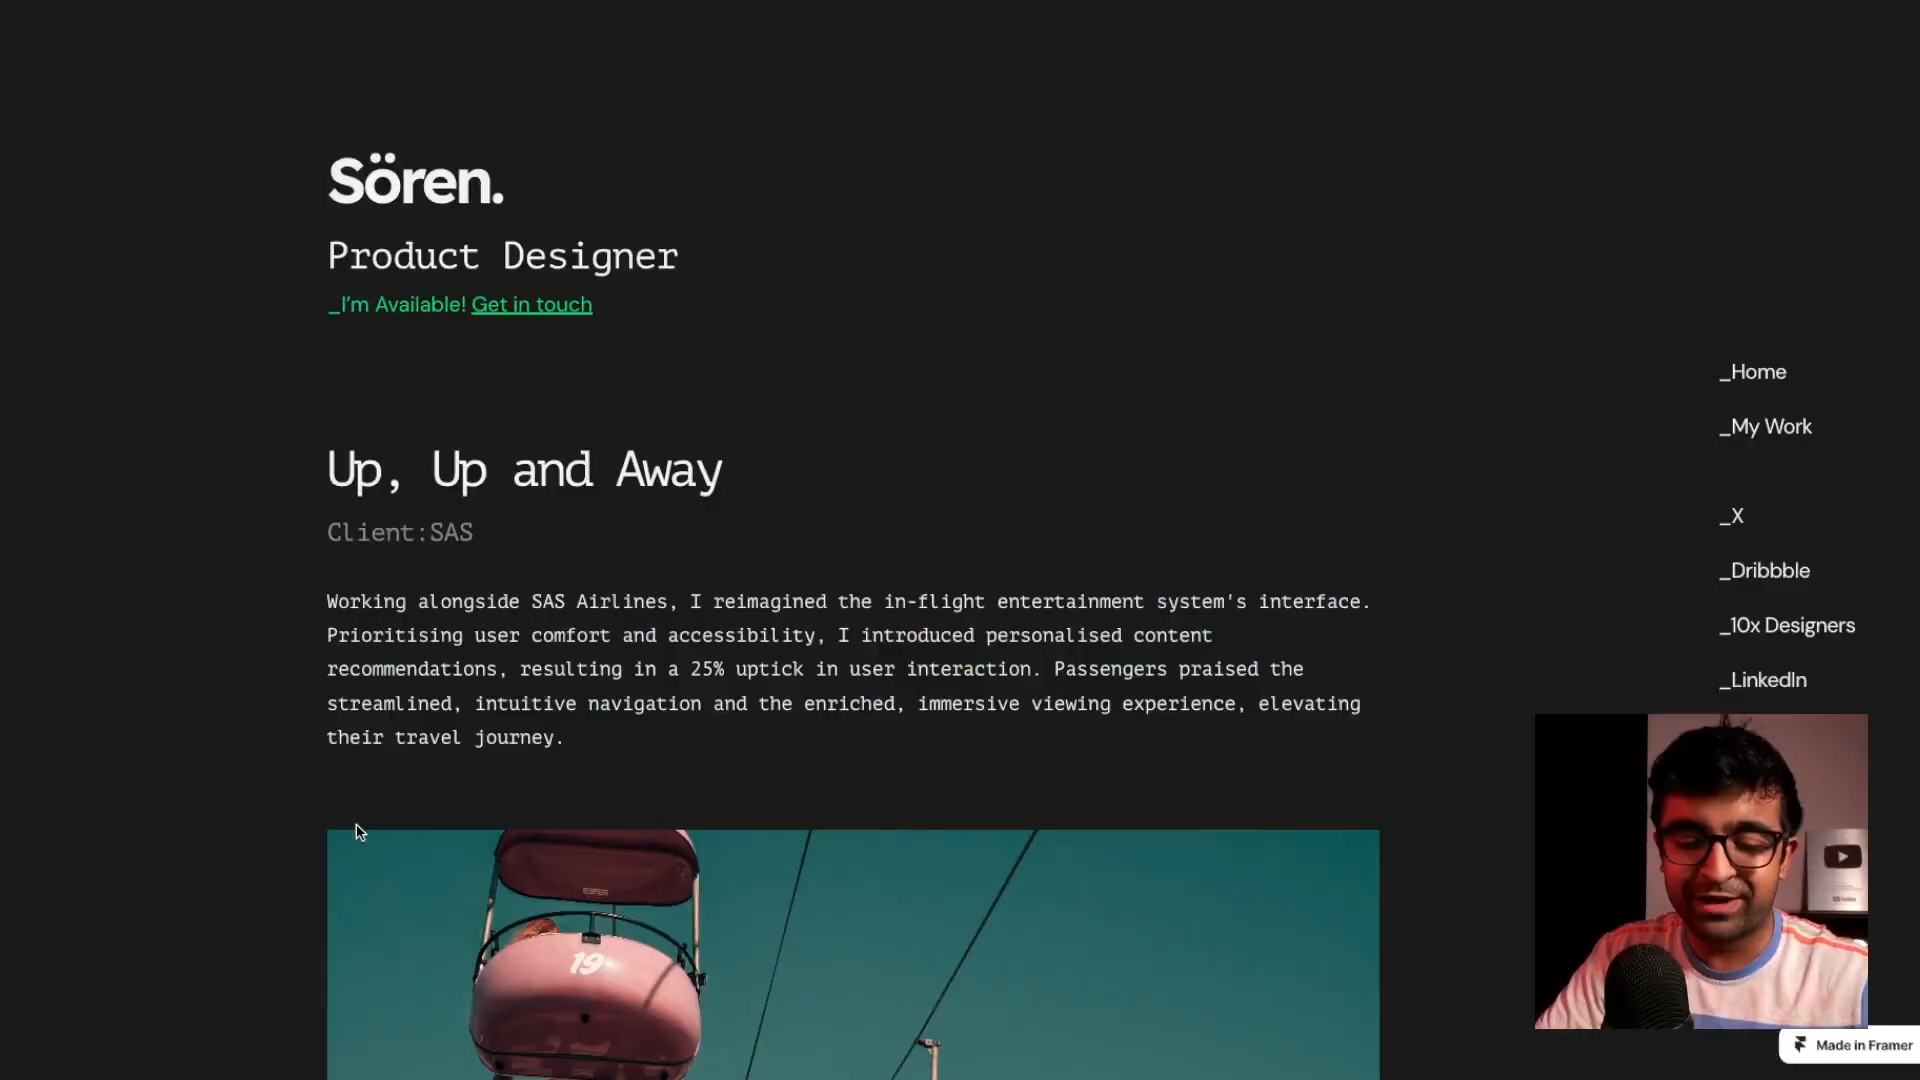 Sören.
Product Designer
_I'm Available! Get in touch
_Home
_My Work
_X
_Dribbble
_10x Designers
_LinkedIn
Up, Up and Away
Client:SAS
Working alongside SAS Airlines, I reimagined the in-flight entertainment system's interface.
Prioritising user comfort and accessibility, I introduced personalised content
recommendations, resulting in a 25% uptick in user interaction. Passengers praised the
streamlined, intuitive navigation and the enriched, immersive viewing experience, elevating
their travel journey.
19
Made in Framer